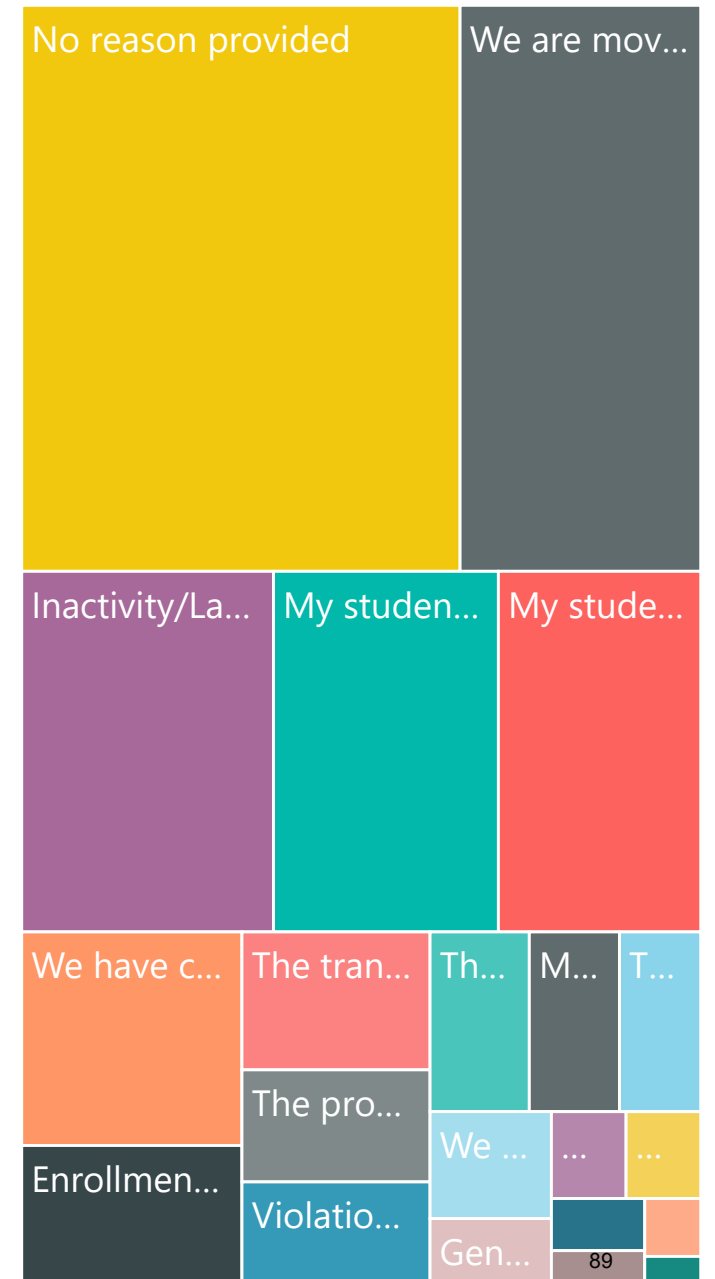 No reason provided
We are mov...
Inactivity/La...
My studen...
My stude...
We have c...
The tran...
Th...
M...
T...
The pro...
We ...
...
...
Enrollmen...
Violatio...
Gen...
89